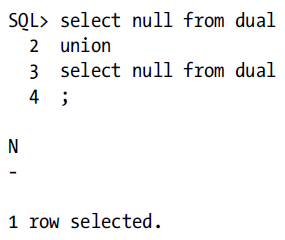 SQL> select null from dual
2 union
3 select null from dual
4 ;
N
-
1 row selected.